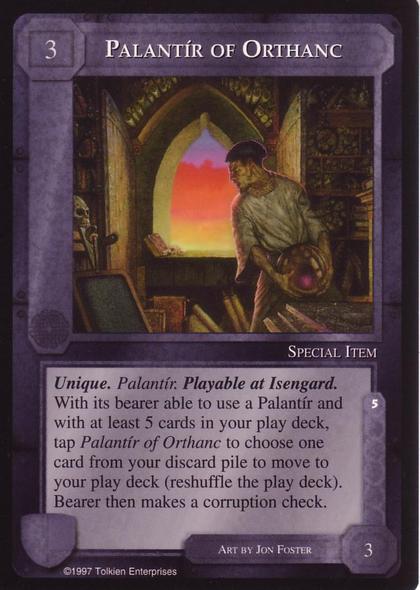 3
PALANTÍR OF ORTHANC
SPECIAL ITEM
Unique. Palantír. Playable at Isengard.
With its bearer able to use a Palantír and
with at least 5 cards in your play deck,
tap Palantír of Orthanc to choose one
card from your discard pile to move to
your play deck (reshuffle the play deck).
Bearer then makes a corruption check.
5
ART BY JON FOSTER
3
©1997 Tolkien Enterprises